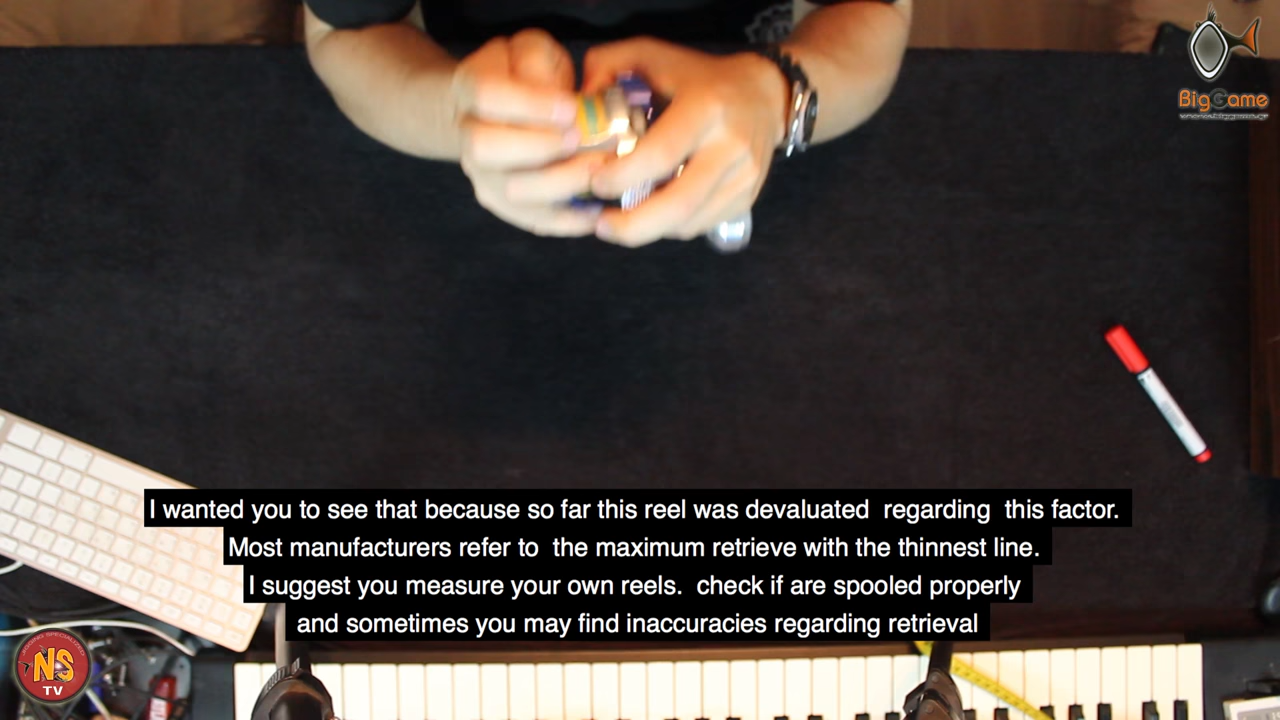 BigGame
I wanted you to see that because so far this reel was devaluated  regarding  this factor.
Most manufacturers refer to  the maximum retrieve with the thinnest line.
I suggest you measure your own reels.  check if are spooled properly
and sometimes you may find inaccuracies regarding retrieval
NS
TV